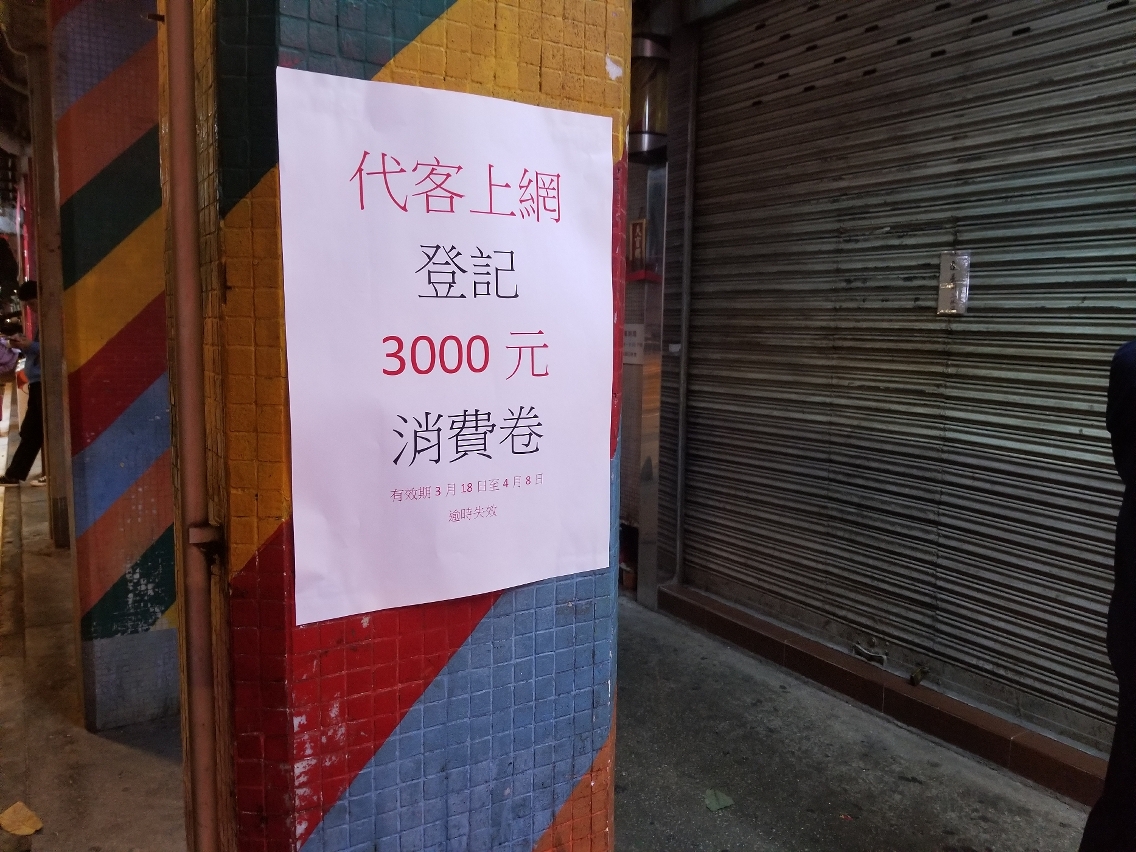 代客上網
登記
3000 元
消費卷
有效期 3 月 18 日至 4 月 8 日
逾時失效